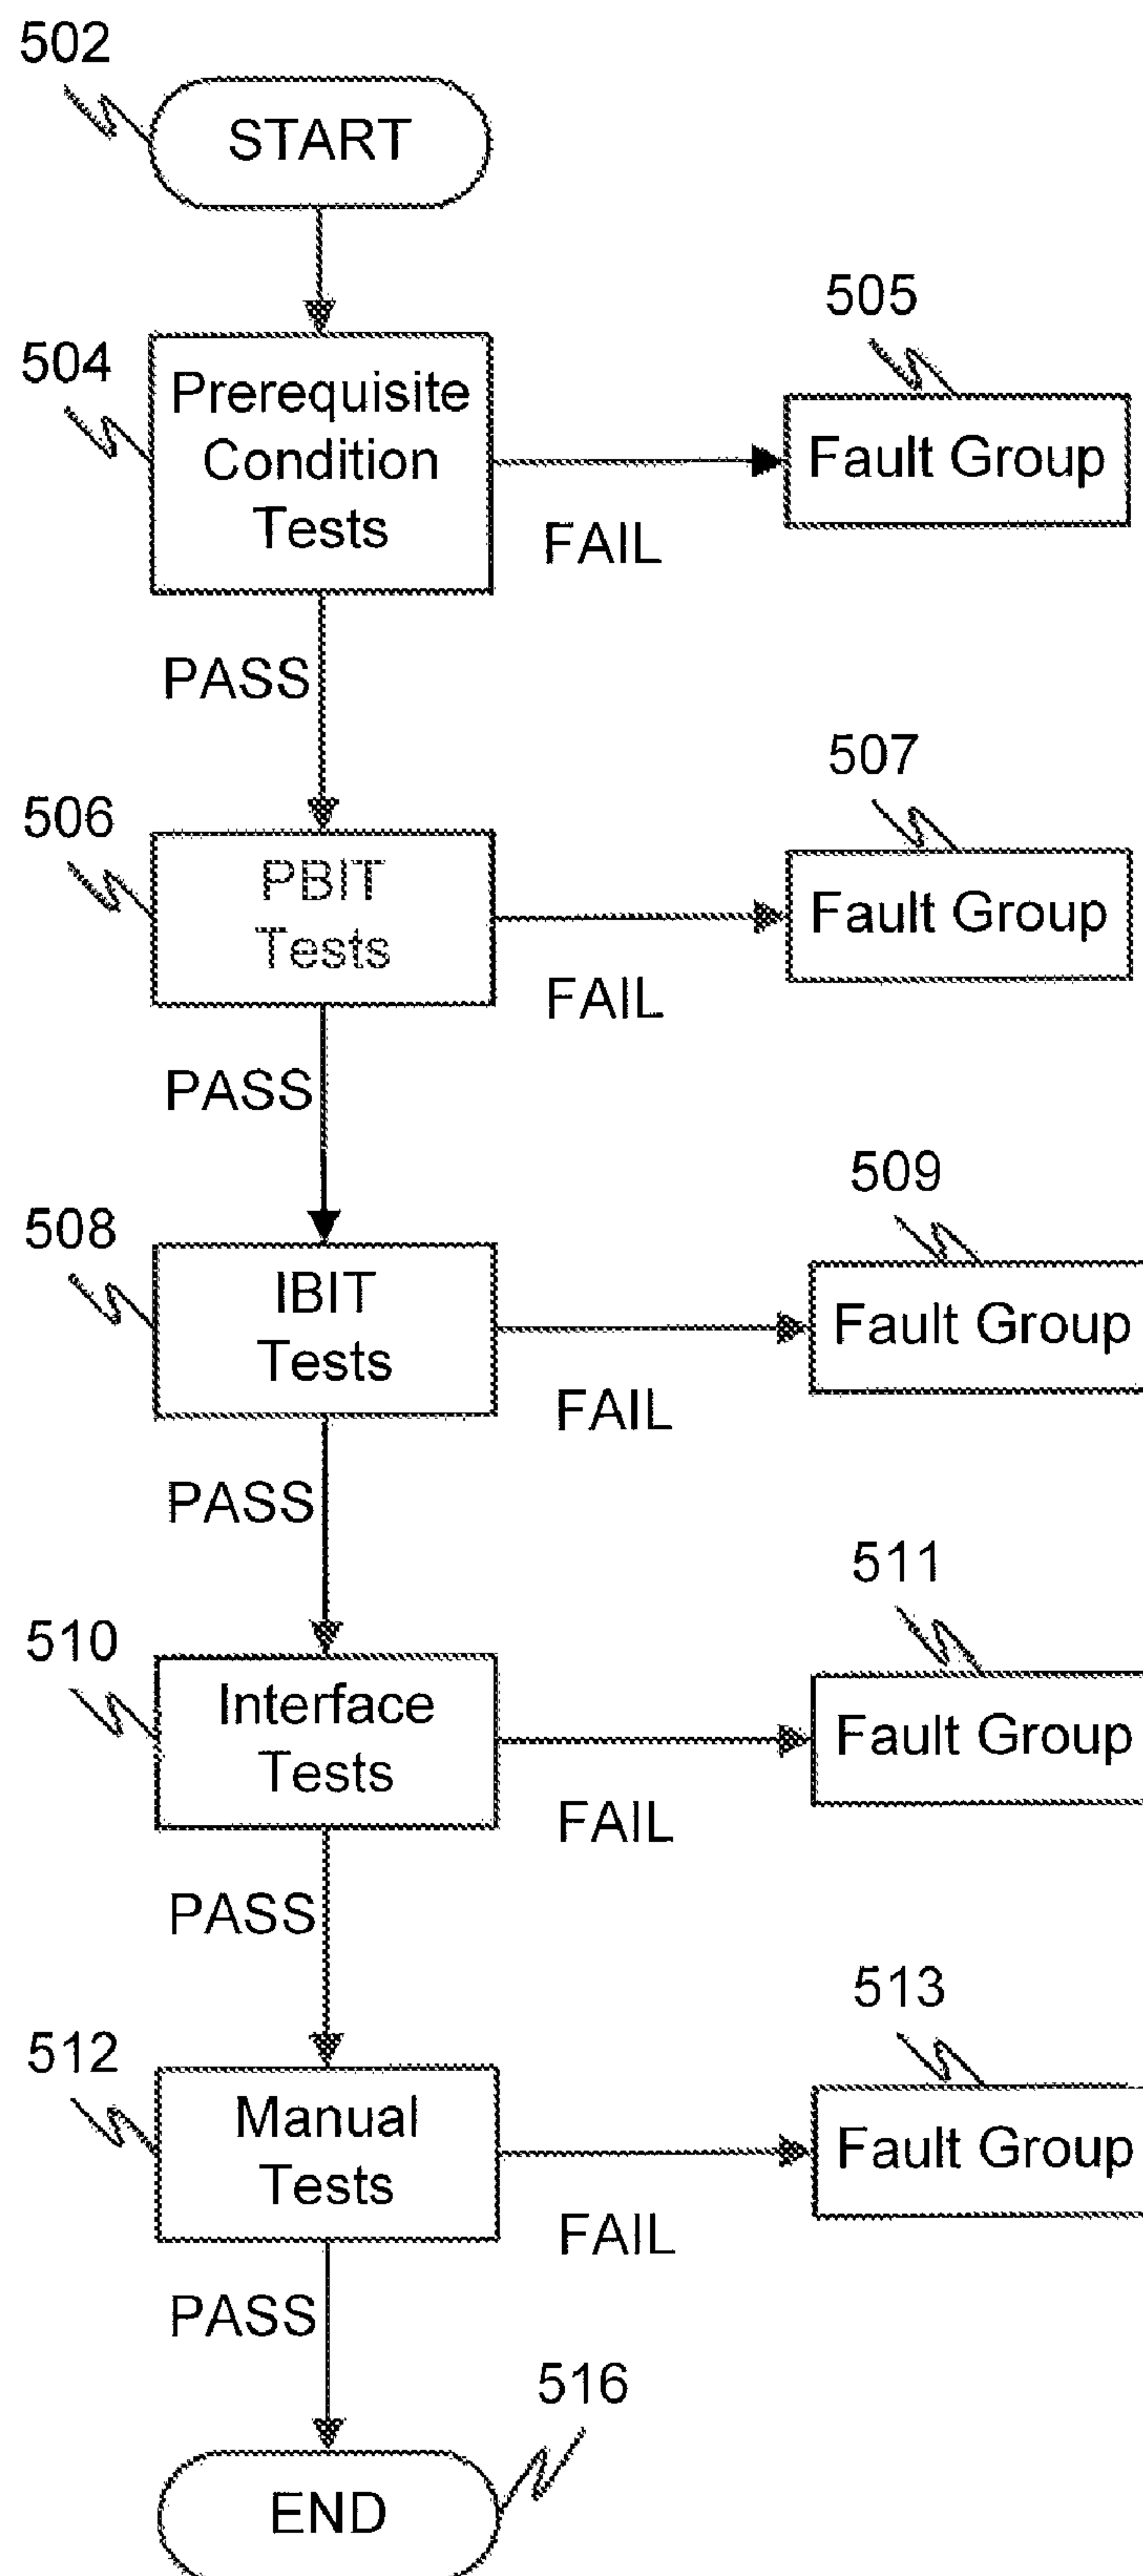 502
START
505
504
Prerequisite
Condition
Tests
Fault Group
FAIL
PASS
507
506
PBIT
Tests
Fault Group
FAIL
PASS
509
508
IBIT
Tests
Fault Group
FAIL
PASS
511
510
Interface
Tests
Fault Group
FAIL
PASS
513
512
Manual
Tests
Fault Group
FAIL
PASS
516
END